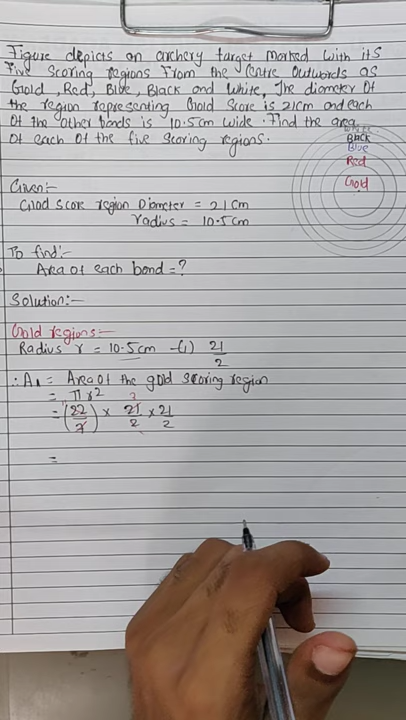 Figure depicts an archery target marked with its
Five Scoring regions From the Centre Outwords as
Gold, Red, Blue, Black and White, The diameter Of
the region representing Gold Score is 21cm and each
Of the other bands is 10.5cm wide. Find the area
Of each Of the five Scoring regions.
Black
Blue
Red
Gold
Given:-
Glod Score region Diameter = 21cm
radius = 10.5cm
To find:-
Area of each bond = ?
Solution:-
Gold regions:-
Radius r = 10.5cm -(1) 21/2
∴ A₁ = Area Of the gold scoring region
= πr²
= (22/7) × 21/2 × 21/2
3
=